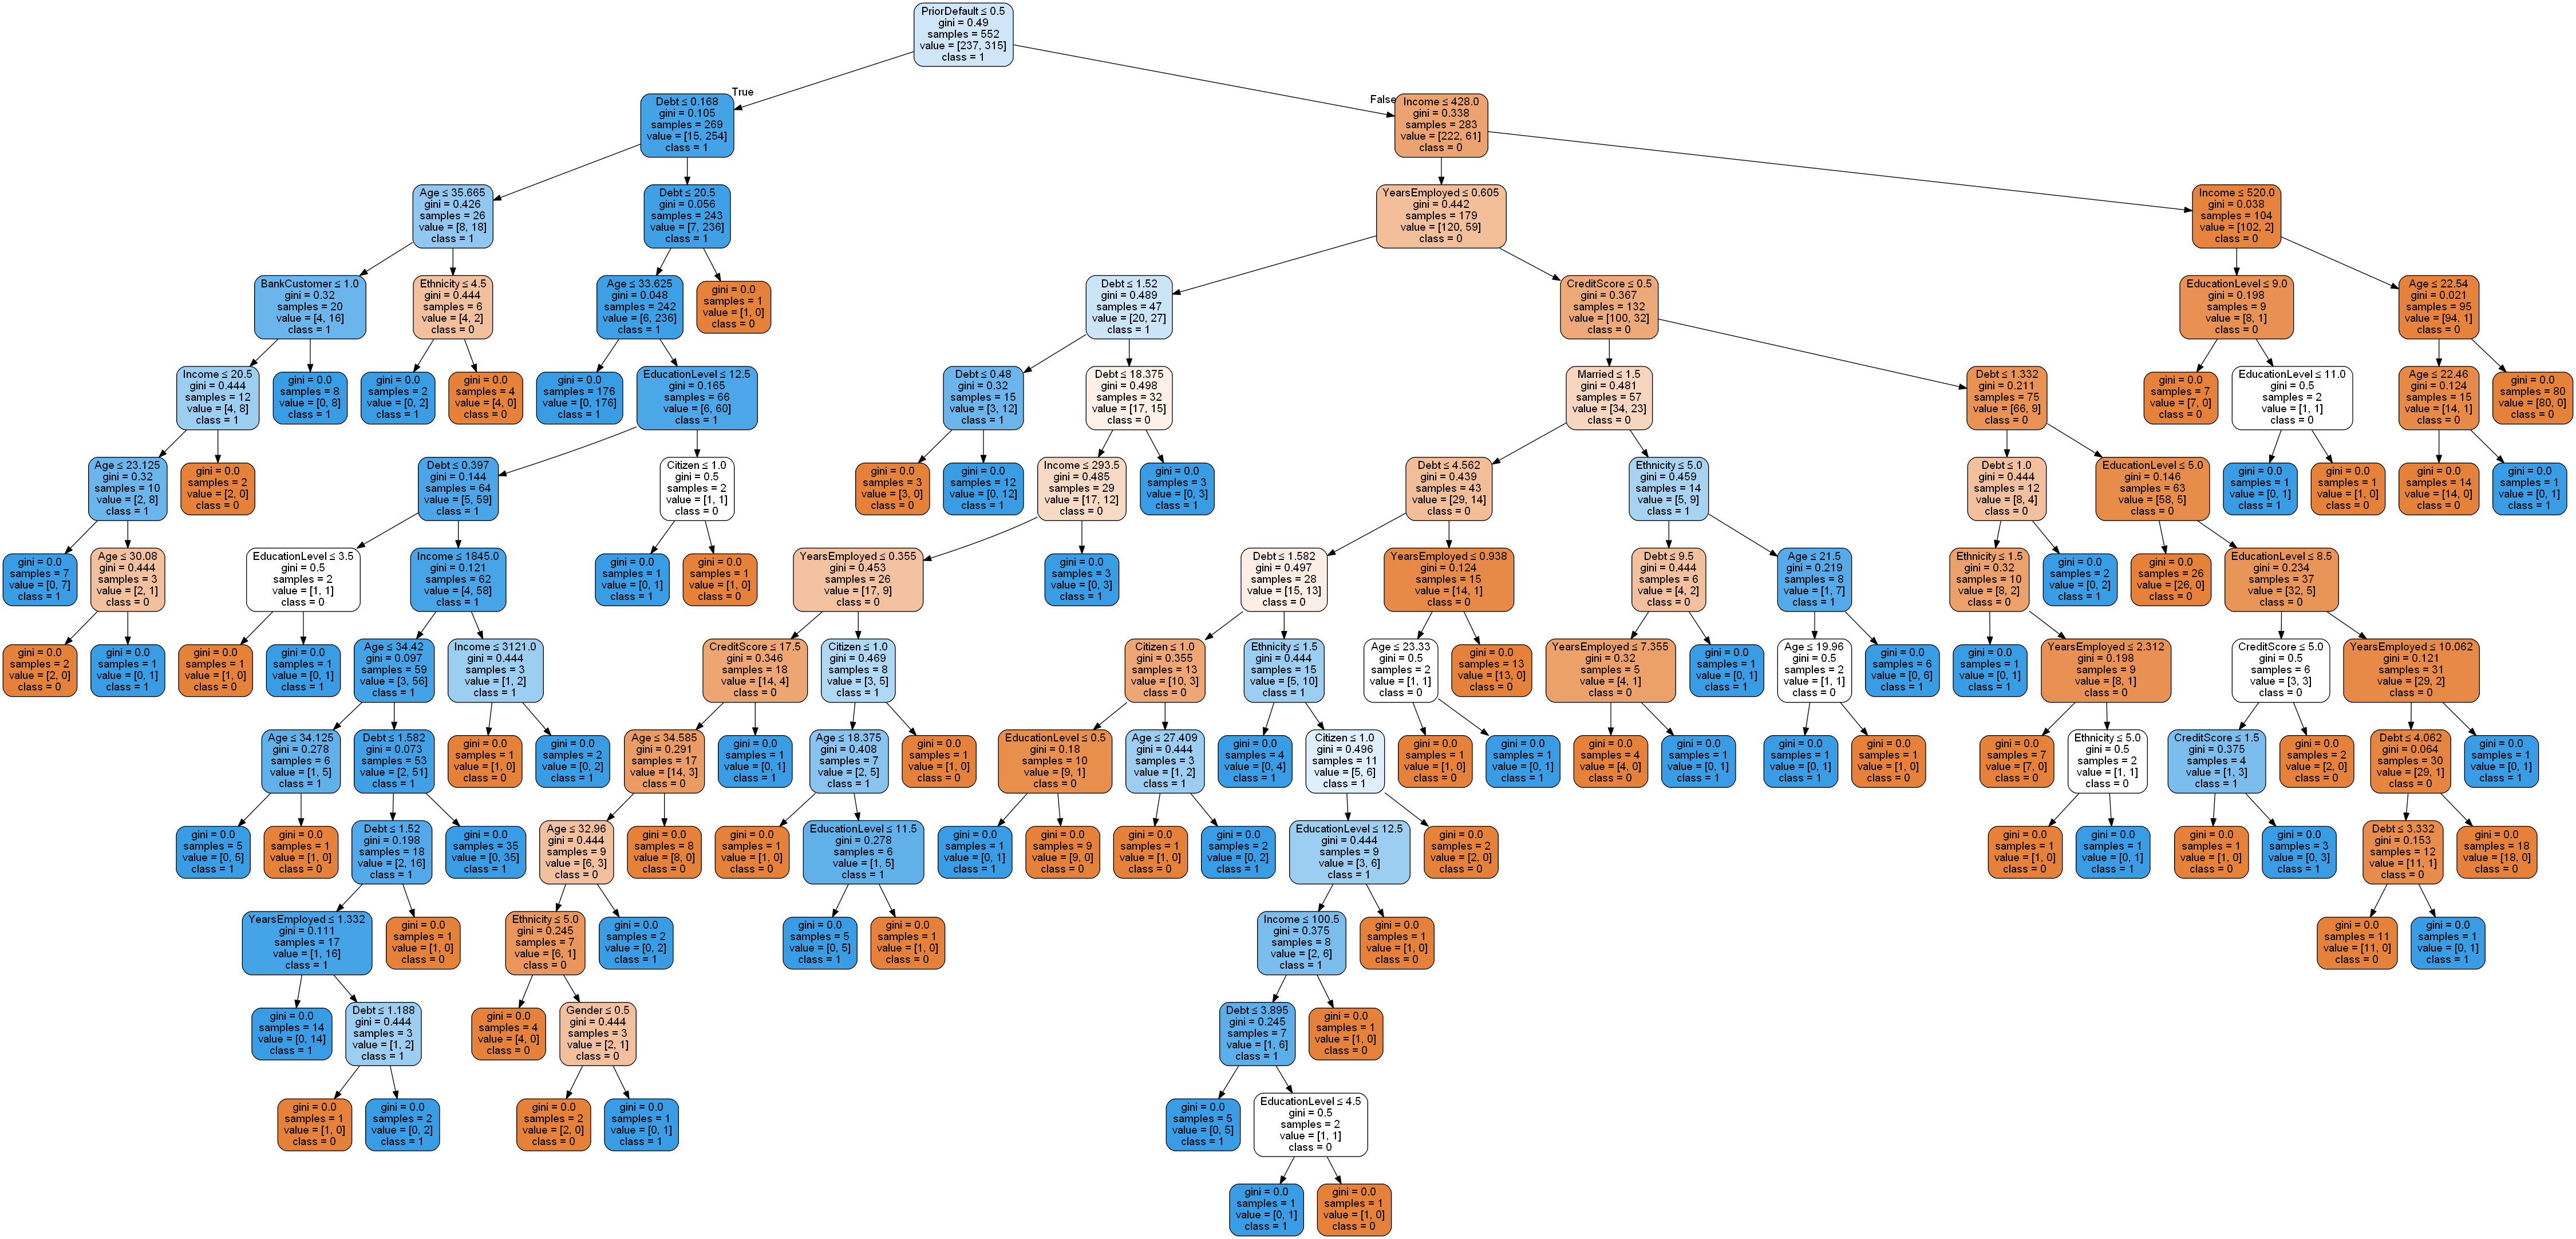 PriorDefault ≤ 0.5
gini = 0.49
samples = 552
value = [237, 315]
class = 1
True
False
Debt ≤ 0.168
gini = 0.105
samples = 269
value = [15, 254]
class = 1
Income ≤ 428.0
gini = 0.338
samples = 283
value = [222, 61]
class = 0
Age ≤ 35.665
gini = 0.426
samples = 26
value = [8, 18]
class = 1
Debt ≤ 20.5
gini = 0.056
samples = 243
value = [7, 236]
class = 1
YearsEmployed ≤ 0.605
gini = 0.442
samples = 179
value = [120, 59]
class = 0
Income ≤ 520.0
gini = 0.038
samples = 104
value = [102, 2]
class = 0
BankCustomer ≤ 1.0
gini = 0.32
samples = 20
value = [4, 16]
class = 1
Ethnicity ≤ 4.5
gini = 0.444
samples = 6
value = [4, 2]
class = 0
Age ≤ 33.625
gini = 0.048
samples = 242
value = [6, 236]
class = 1
gini = 0.0
samples = 1
value = [1, 0]
class = 0
Debt ≤ 1.52
gini = 0.489
samples = 47
value = [20, 27]
class = 1
CreditScore ≤ 0.5
gini = 0.367
samples = 132
value = [100, 32]
class = 0
EducationLevel ≤ 9.0
gini = 0.198
samples = 9
value = [8, 1]
class = 0
Age ≤ 22.54
gini = 0.021
samples = 95
value = [94, 1]
class = 0
Income ≤ 20.5
gini = 0.444
samples = 12
value = [4, 8]
class = 1
gini = 0.0
samples = 8
value = [0, 8]
class = 1
gini = 0.0
samples = 2
value = [0, 2]
class = 1
gini = 0.0
samples = 4
value = [4, 0]
class = 0
gini = 0.0
samples = 176
value = [0, 176]
class = 1
EducationLevel ≤ 12.5
gini = 0.165
samples = 66
value = [6, 60]
class = 1
Debt ≤ 0.48
gini = 0.32
samples = 15
value = [3, 12]
class = 1
Debt ≤ 18.375
gini = 0.498
samples = 32
value = [17, 15]
class = 0
Married ≤ 1.5
gini = 0.481
samples = 57
value = [34, 23]
class = 0
Debt ≤ 1.332
gini = 0.211
samples = 75
value = [66, 9]
class = 0
gini = 0.0
samples = 7
value = [7, 0]
class = 0
EducationLevel ≤ 11.0
gini = 0.5
samples = 2
value = [1, 1]
class = 0
Age ≤ 22.46
gini = 0.124
samples = 15
value = [14, 1]
class = 0
gini = 0.0
samples = 80
value = [80, 0]
class = 0
Age ≤ 23.125
gini = 0.32
samples = 10
value = [2, 8]
class = 1
gini = 0.0
samples = 2
value = [2, 0]
class = 0
Debt ≤ 0.397
gini = 0.144
samples = 64
value = [5, 59]
class = 1
Citizen ≤ 1.0
gini = 0.5
samples = 2
value = [1, 1]
class = 0
gini = 0.0
samples = 3
value = [3, 0]
class = 0
gini = 0.0
samples = 12
value = [0, 12]
class = 1
Income ≤ 293.5
gini = 0.485
samples = 29
value = [17, 12]
class = 0
gini = 0.0
samples = 3
value = [0, 3]
class = 1
Debt ≤ 4.562
gini = 0.439
samples = 43
value = [29, 14]
class = 0
Ethnicity ≤ 5.0
gini = 0.459
samples = 14
value = [5, 9]
class = 1
Debt ≤ 1.0
gini = 0.444
samples = 12
value = [8, 4]
class = 0
EducationLevel ≤ 5.0
gini = 0.146
samples = 63
value = [58, 5]
class = 0
gini = 0.0
samples = 1
value = [0, 1]
class = 1
gini = 0.0
samples = 1
value = [1, 0]
class = 0
gini = 0.0
samples = 14
value = [14, 0]
class = 0
gini = 0.0
samples = 1
value = [0, 1]
class = 1
gini = 0.0
samples = 7
value = [0, 7]
class = 1
Age ≤ 30.08
gini = 0.444
samples = 3
value = [2, 1]
class = 0
EducationLevel ≤ 3.5
gini = 0.5
samples = 2
value = [1, 1]
class = 0
Income ≤ 1845.0
gini = 0.121
samples = 62
value = [4, 58]
class = 1
gini = 0.0
samples = 1
value = [0, 1]
class = 1
gini = 0.0
samples = 1
value = [1, 0]
class = 0
YearsEmployed ≤ 0.355
gini = 0.453
samples = 26
value = [17, 9]
class = 0
gini = 0.0
samples = 3
value = [0, 3]
class = 1
Debt ≤ 1.582
gini = 0.497
samples = 28
value = [15, 13]
class = 0
YearsEmployed ≤ 0.938
gini = 0.124
samples = 15
value = [14, 1]
class = 0
Debt ≤ 9.5
gini = 0.444
samples = 6
value = [4, 2]
class = 0
Age ≤ 21.5
gini = 0.219
samples = 8
value = [1, 7]
class = 1
Ethnicity ≤ 1.5
gini = 0.32
samples = 10
value = [8, 2]
class = 0
gini = 0.0
samples = 2
value = [0, 2]
class = 1
gini = 0.0
samples = 26
value = [26, 0]
class = 0
EducationLevel ≤ 8.5
gini = 0.234
samples = 37
value = [32, 5]
class = 0
gini = 0.0
samples = 2
value = [2, 0]
class = 0
gini = 0.0
samples = 1
value = [0, 1]
class = 1
gini = 0.0
samples = 1
value = [1, 0]
class = 0
gini = 0.0
samples = 1
value = [0, 1]
class = 1
Age ≤ 34.42
gini = 0.097
samples = 59
value = [3, 56]
class = 1
Income ≤ 3121.0
gini = 0.444
samples = 3
value = [1, 2]
class = 1
CreditScore ≤ 17.5
gini = 0.346
samples = 18
value = [14, 4]
class = 0
Citizen ≤ 1.0
gini = 0.469
samples = 8
value = [3, 5]
class = 1
Citizen ≤ 1.0
gini = 0.355
samples = 13
value = [10, 3]
class = 0
Ethnicity ≤ 1.5
gini = 0.444
samples = 15
value = [5, 10]
class = 1
Age ≤ 23.33
gini = 0.5
samples = 2
value = [1, 1]
class = 0
gini = 0.0
samples = 13
value = [13, 0]
class = 0
YearsEmployed ≤ 7.355
gini = 0.32
samples = 5
value = [4, 1]
class = 0
gini = 0.0
samples = 1
value = [0, 1]
class = 1
Age ≤ 19.96
gini = 0.5
samples = 2
value = [1, 1]
class = 0
gini = 0.0
samples = 6
value = [0, 6]
class = 1
gini = 0.0
samples = 1
value = [0, 1]
class = 1
YearsEmployed ≤ 2.312
gini = 0.198
samples = 9
value = [8, 1]
class = 0
CreditScore ≤ 5.0
gini = 0.5
samples = 6
value = [3, 3]
class = 0
YearsEmployed ≤ 10.062
gini = 0.121
samples = 31
value = [29, 2]
class = 0
Age ≤ 34.125
gini = 0.278
samples = 6
value = [1, 5]
class = 1
Debt ≤ 1.582
gini = 0.073
samples = 53
value = [2, 51]
class = 1
gini = 0.0
samples = 1
value = [1, 0]
class = 0
gini = 0.0
samples = 2
value = [0, 2]
class = 1
Age ≤ 34.585
gini = 0.291
samples = 17
value = [14, 3]
class = 0
gini = 0.0
samples = 1
value = [0, 1]
class = 1
Age ≤ 18.375
gini = 0.408
samples = 7
value = [2, 5]
class = 1
gini = 0.0
samples = 1
value = [1, 0]
class = 0
EducationLevel ≤ 0.5
gini = 0.18
samples = 10
value = [9, 1]
class = 0
Age ≤ 27.409
gini = 0.444
samples = 3
value = [1, 2]
class = 1
gini = 0.0
samples = 4
value = [0, 4]
class = 1
Citizen ≤ 1.0
gini = 0.496
samples = 11
value = [5, 6]
class = 1
gini = 0.0
samples = 1
value = [1, 0]
class = 0
gini = 0.0
samples = 1
value = [0, 1]
class = 1
gini = 0.0
samples = 4
value = [4, 0]
class = 0
gini = 0.0
samples = 1
value = [0, 1]
class = 1
gini = 0.0
samples = 1
value = [0, 1]
class = 1
gini = 0.0
samples = 1
value = [1, 0]
class = 0
gini = 0.0
samples = 7
value = [7, 0]
class = 0
Ethnicity ≤ 5.0
gini = 0.5
samples = 2
value = [1, 1]
class = 0
CreditScore ≤ 1.5
gini = 0.375
samples = 4
value = [1, 3]
class = 1
gini = 0.0
samples = 2
value = [2, 0]
class = 0
Debt ≤ 4.062
gini = 0.064
samples = 30
value = [29, 1]
class = 0
gini = 0.0
samples = 1
value = [0, 1]
class = 1
gini = 0.0
samples = 5
value = [0, 5]
class = 1
gini = 0.0
samples = 1
value = [1, 0]
class = 0
Debt ≤ 1.52
gini = 0.198
samples = 18
value = [2, 16]
class = 1
gini = 0.0
samples = 35
value = [0, 35]
class = 1
Age ≤ 32.96
gini = 0.444
samples = 9
value = [6, 3]
class = 0
gini = 0.0
samples = 8
value = [8, 0]
class = 0
gini = 0.0
samples = 1
value = [1, 0]
class = 0
EducationLevel ≤ 11.5
gini = 0.278
samples = 6
value = [1, 5]
class = 1
gini = 0.0
samples = 1
value = [0, 1]
class = 1
gini = 0.0
samples = 9
value = [9, 0]
class = 0
gini = 0.0
samples = 1
value = [1, 0]
class = 0
gini = 0.0
samples = 2
value = [0, 2]
class = 1
EducationLevel ≤ 12.5
gini = 0.444
samples = 9
value = [3, 6]
class = 1
gini = 0.0
samples = 2
value = [2, 0]
class = 0
gini = 0.0
samples = 1
value = [1, 0]
class = 0
gini = 0.0
samples = 1
value = [0, 1]
class = 1
gini = 0.0
samples = 1
value = [1, 0]
class = 0
gini = 0.0
samples = 3
value = [0, 3]
class = 1
Debt ≤ 3.332
gini = 0.153
samples = 12
value = [11, 1]
class = 0
gini = 0.0
samples = 18
value = [18, 0]
class = 0
YearsEmployed ≤ 1.332
gini = 0.111
samples = 17
value = [1, 16]
class = 1
gini = 0.0
samples = 1
value = [1, 0]
class = 0
Ethnicity ≤ 5.0
gini = 0.245
samples = 7
value = [6, 1]
class = 0
gini = 0.0
samples = 2
value = [0, 2]
class = 1
gini = 0.0
samples = 5
value = [0, 5]
class = 1
gini = 0.0
samples = 1
value = [1, 0]
class = 0
Income ≤ 100.5
gini = 0.375
samples = 8
value = [2, 6]
class = 1
gini = 0.0
samples = 1
value = [1, 0]
class = 0
gini = 0.0
samples = 11
value = [11, 0]
class = 0
gini = 0.0
samples = 1
value = [0, 1]
class = 1
gini = 0.0
samples = 14
value = [0, 14]
class = 1
Debt ≤ 1.188
gini = 0.444
samples = 3
value = [1, 2]
class = 1
gini = 0.0
samples = 4
value = [4, 0]
class = 0
Gender ≤ 0.5
gini = 0.444
samples = 3
value = [2, 1]
class = 0
Debt ≤ 3.895
gini = 0.245
samples = 7
value = [1, 6]
class = 1
gini = 0.0
samples = 1
value = [1, 0]
class = 0
gini = 0.0
samples = 1
value = [1, 0]
class = 0
gini = 0.0
samples = 2
value = [0, 2]
class = 1
gini = 0.0
samples = 2
value = [2, 0]
class = 0
gini = 0.0
samples = 1
value = [0, 1]
class = 1
gini = 0.0
samples = 5
value = [0, 5]
class = 1
EducationLevel ≤ 4.5
gini = 0.5
samples = 2
value = [1, 1]
class = 0
gini = 0.0
samples = 1
value = [0, 1]
class = 1
gini = 0.0
samples = 1
value = [1, 0]
class = 0